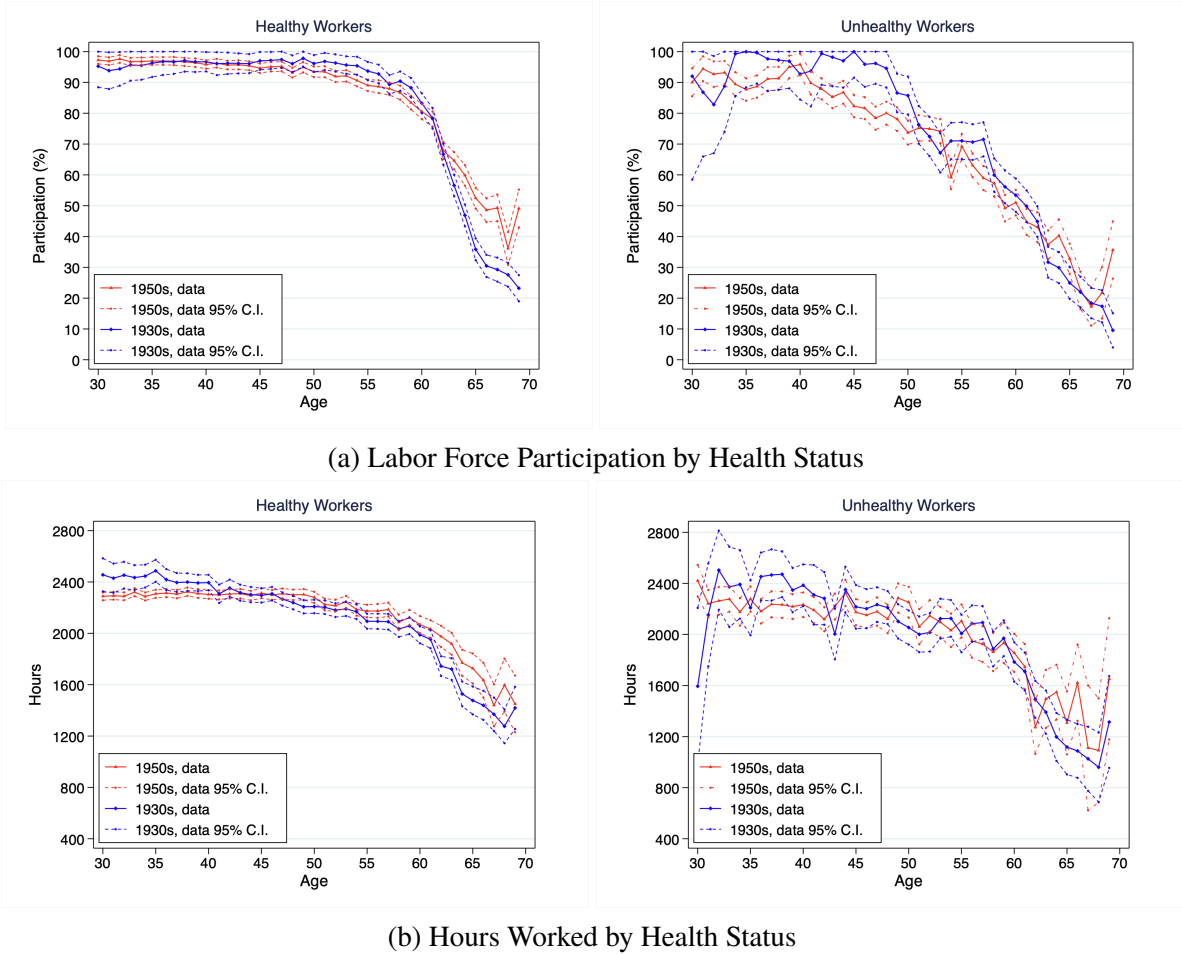 Healthy Workers
Participation (%)
100
90
80
70
60
50
40
30
20
10
0
1950s, data
1950s, data 95% C.I.
1930s, data
1930s, data 95% C.I.
30 35 40 45 50 55 60 65 70
Age
Unhealthy Workers
Participation (%)
100
90
80
70
60
50
40
30
20
10
0
1950s, data
1950s, data 95% C.I.
1930s, data
1930s, data 95% C.I.
30 35 40 45 50 55 60 65 70
Age
(a) Labor Force Participation by Health Status
Healthy Workers
Hours
2800
2400
2000
1600
1200
800
400
1950s, data
1950s, data 95% C.I.
1930s, data
1930s, data 95% C.I.
30 35 40 45 50 55 60 65 70
Age
Unhealthy Workers
Hours
2800
2400
2000
1600
1200
800
400
1950s, data
1950s, data 95% C.I.
1930s, data
1930s, data 95% C.I.
30 35 40 45 50 55 60 65 70
Age
(b) Hours Worked by Health Status